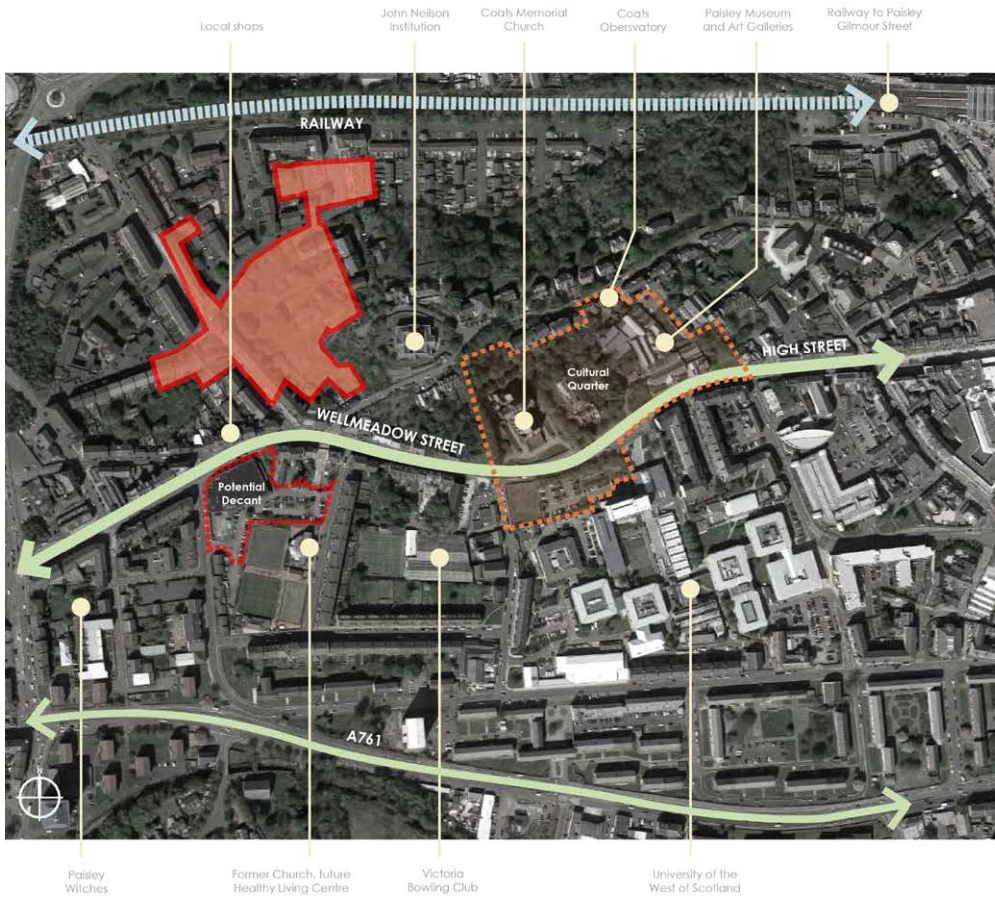 Local shops
John Neilson
Institution
Coats Memorial
Church
Coats
Obersvatory
Paisley Museum
and Art Galleries
Railway to Paisley
Gilmour Street
RAILWAY
HIGH STREET
Cultural
Quarter
WELLMEADOW STREET
Potential
Decant
A761
Paisley
Witches
Former Church, future
Healthy Living Centre
Victoria
Bowling Club
University of the
West of Scotland